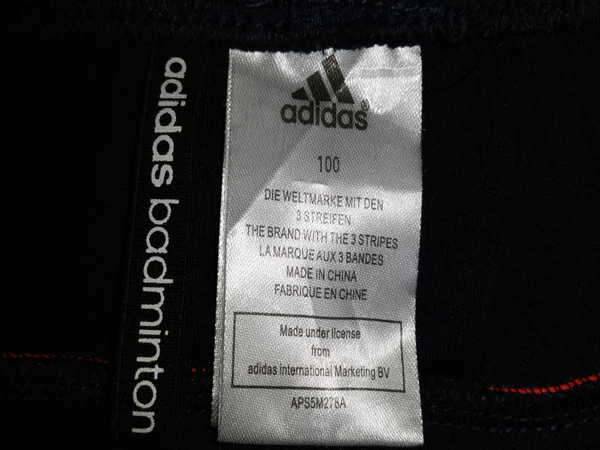 adidas badminton
adidas®
100
DIE WELTMARKE MIT DEN
3 STREIFEN
THE BRAND WITH THE 3 STRIPES
LA MARQUE AUX 3 BANDES
MADE IN CHINA
FABRIQUE EN CHINE
Made under license
from
adidas international Marketing BV
APS5M278A